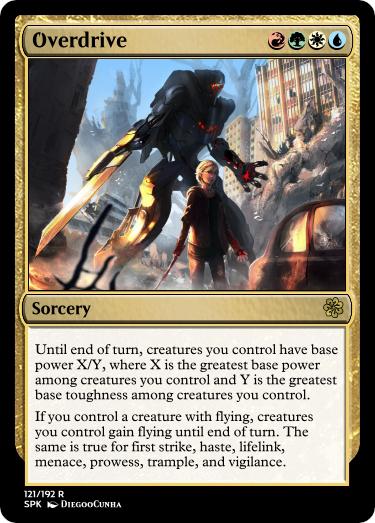 Overdrive
Sorcery
Until end of turn, creatures you control have base
power X/Y, where X is the greatest base power
among creatures you control and Y is the greatest
base toughness among creatures you control.
If you control a creature with flying, creatures
you control gain flying until end of turn. The
same is true for first strike, haste, lifelink,
menace, prowess, trample, and vigilance.
121/192 R
SPK DiegooCunha